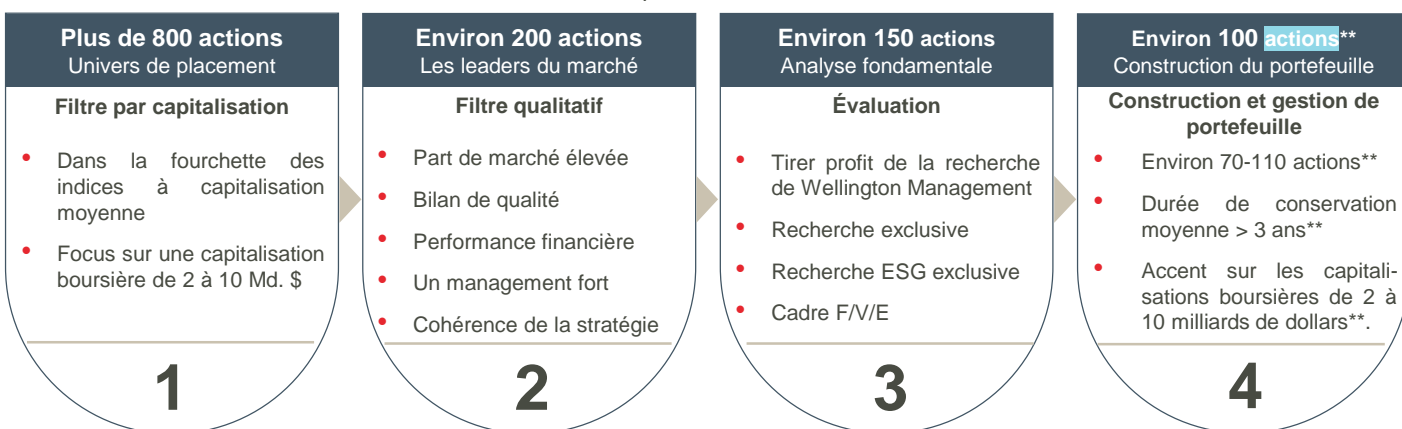 Plus de 800 actions
Univers de placement
Filtre par capitalisation
• Dans la fourchette des
indices à capitalisation
moyenne
• Focus sur une capitalisation
boursière de 2 à 10 Md. $
1
Environ 200 actions
Les leaders du marché
Filtre qualitatif
• Part de marché élevée
• Bilan de qualité
• Performance financière
• Un management fort
• Cohérence de la stratégie
2
Environ 150 actions
Analyse fondamentale
Évaluation
• Tirer profit de la recherche
de Wellington Management
• Recherche exclusive
• Recherche ESG exclusive
• Cadre F/V/E
3
Environ 100 actions**
Construction du portefeuille
Construction et gestion de
portefeuille
• Environ 70-110 actions**
• Durée de conservation
moyenne > 3 ans**
• Accent sur les capitali-
sations boursières de 2 à
10 milliards de dollars**.
4